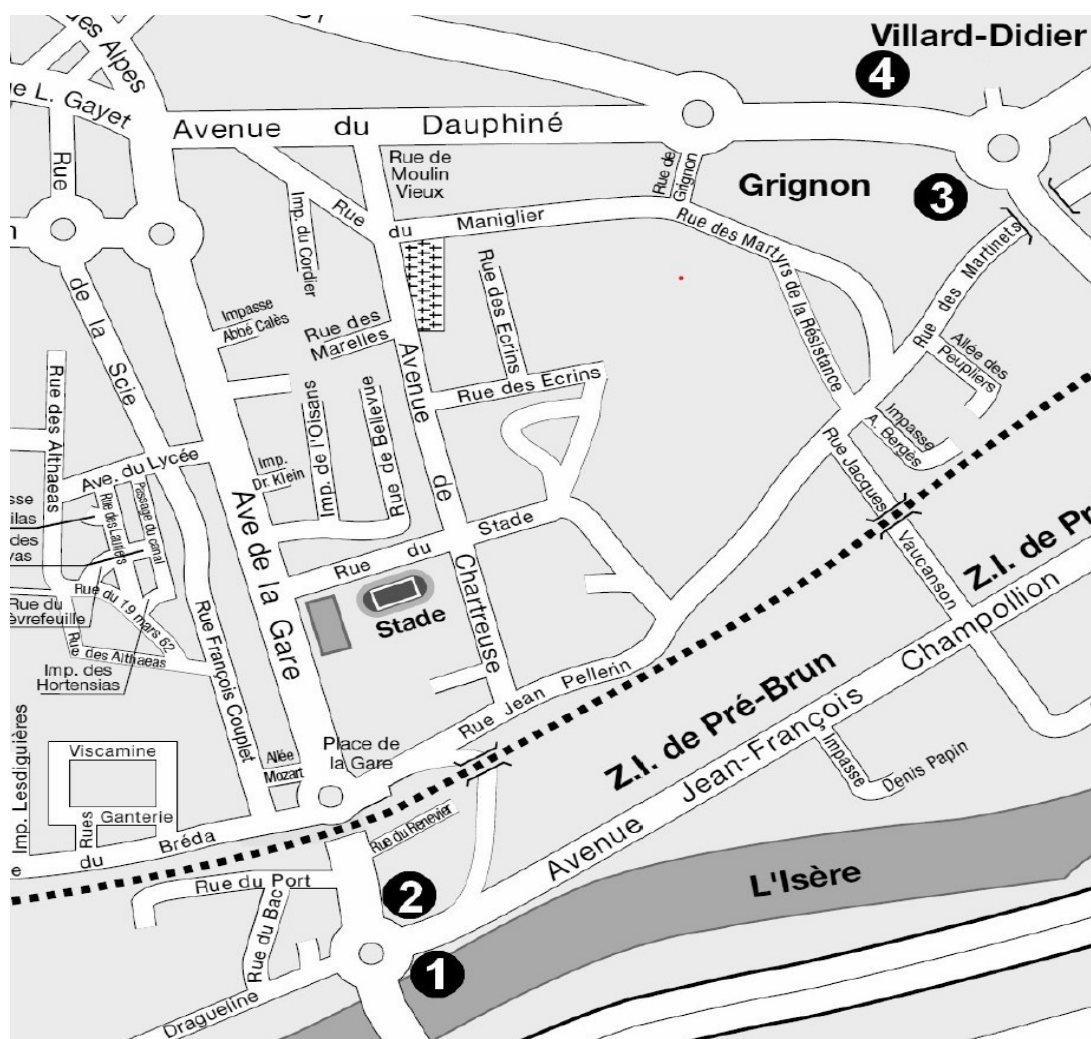 Villard-Didier
4
des Alpes
ue L. Gayet
Avenue du Dauphiné
Rue
Rue de
Moulin
Vieux
Rue de
Grignon
Grignon
3
Imp. du Cordier
Rue du Maniglier
Rue des Martyrs de la Résistance
Rue des Martinets
de la Scie
Impasse
Abbé Calès
Rue des
Marelles
Rue des Ecrins
Rue des Ecrins
Allée des
Peupliers
Avenue de Chartreuse
Rue des Althaeas
Imp. de l'Oisans
Rue de Bellevue
Impasse
A. Bergès
Ave. du Lycée
Imp.
Dr. Klein
Rue Jacques Vaucanson
sse
ilas
des
vas
Rue des Lauriers
Passage du canal
Ave de la Gare
Rue du Stade
Z.I. de Pr
Stade
Rue du
èvrefeuille
Rue du 19 mars 62
Rue des Althaeas
Imp. des
Hortensias
Rue François Couplet
Rue Jean Pellerin
Z.I. de Pré-Brun
Avenue Jean-François Champollion
Imp. Lesdiguières
Viscamine
Ganterie
Rues
Allée
Mozart
Place de
la Gare
Impasse
Denis Papin
e du Bréda
Rue du Renevier
Rue du Port
Rue du Bac
2
L'Isère
1
Dragueline